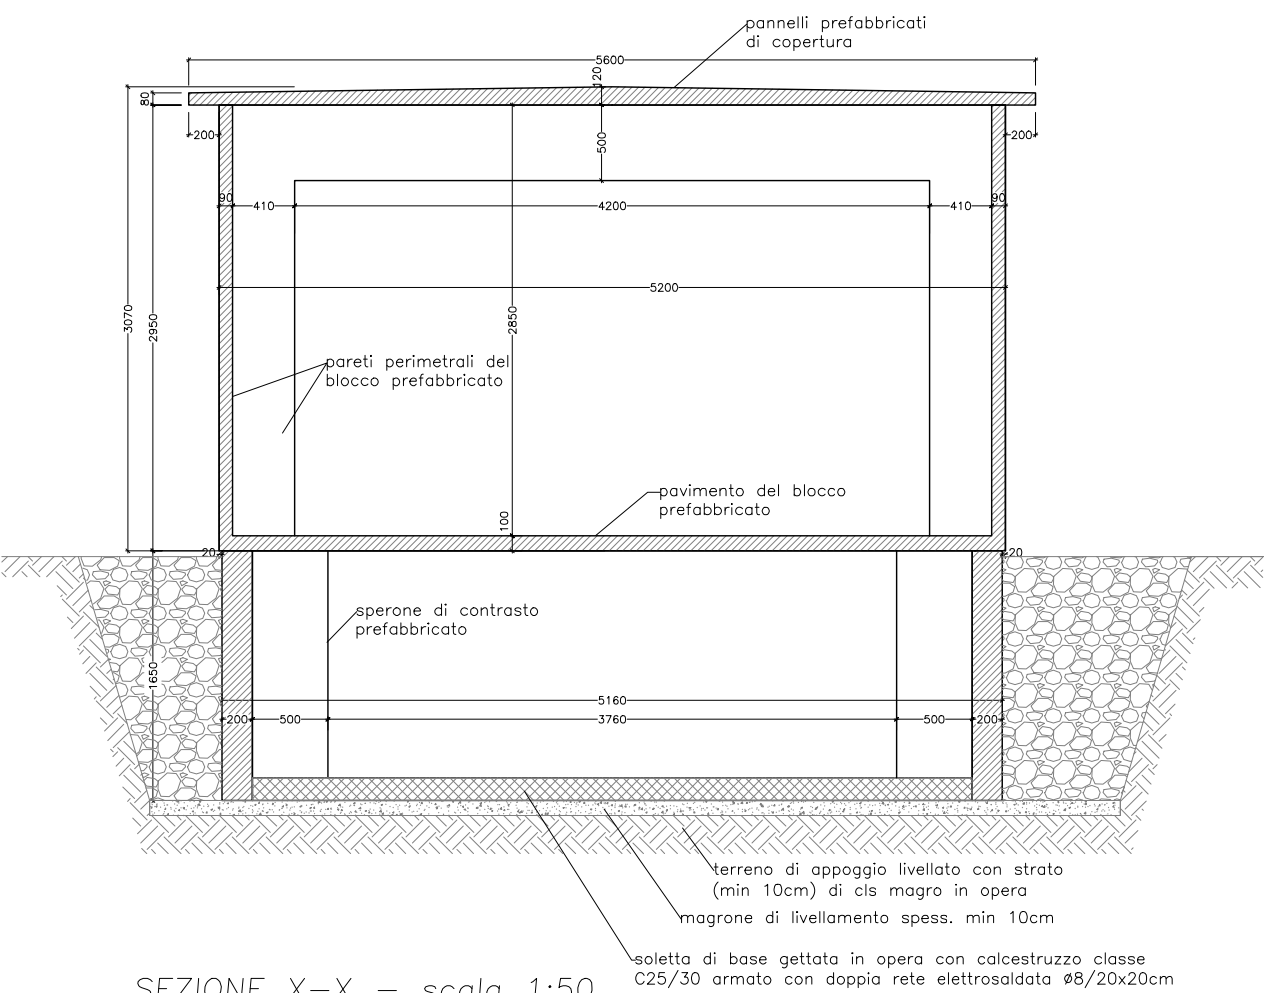 pannelli prefabbricati
di copertura
5600
120
80
200
200
500
90
410
4200
410
90
5200
3070
2950
2850
pareti perimetrali del
blocco prefabbricato
pavimento del blocco
prefabbricato
100
20
20
sperone di contrasto
prefabbricato
1650
5160
200
500
3760
500
200
terreno di appoggio livellato con strato
(min 10cm) di cls magro in opera
magrone di livellamento spess. min 10cm
soletta di base gettata in opera con calcestruzzo classe
C25/30 armato con doppia rete elettrosaldata ø8/20x20cm
SEZIONE X-X - scala 1:50